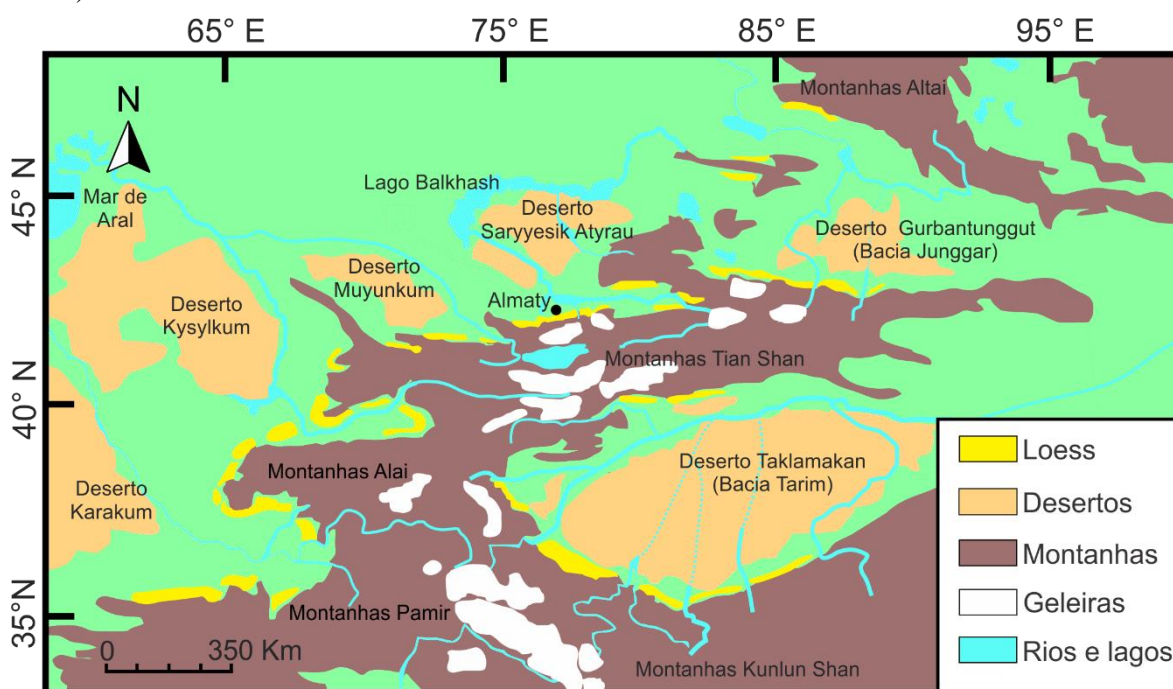 65° E
75° E
85° E
95° E
N
45° N
40° N
35°N
Montanhas Altai
Mar de
Aral
Lago Balkhash
Deserto
Saryyesik Atyrau
Deserto Gurbantunggut
(Bacia Junggar)
Deserto
Muyunkum
Deserto
Kysylkum
Almaty
Montanhas Tian Shan
Montanhas Alai
Deserto Taklamakan
(Bacia Tarim)
Deserto
Karakum
Montanhas Pamir
Montanhas Kunlun Shan
0 350 Km
Loess
Desertos
Montanhas
Geleiras
Rios e lagos